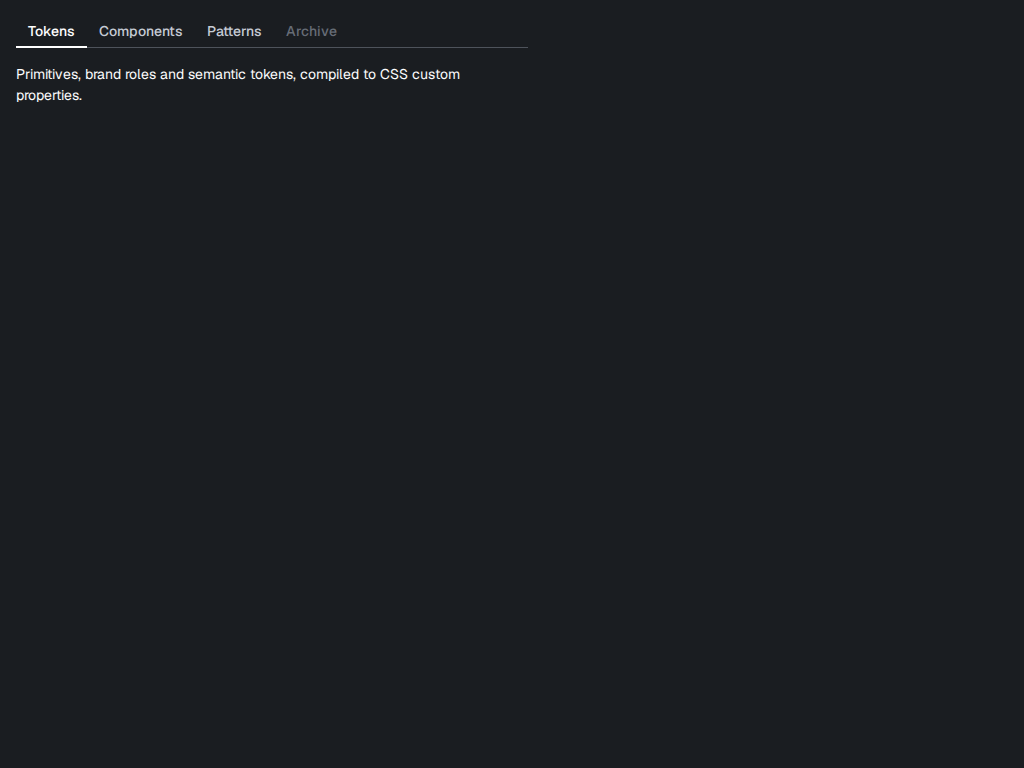 Tokens Components Patterns Archive
Primitives, brand roles and semantic tokens, compiled to CSS custom
properties.